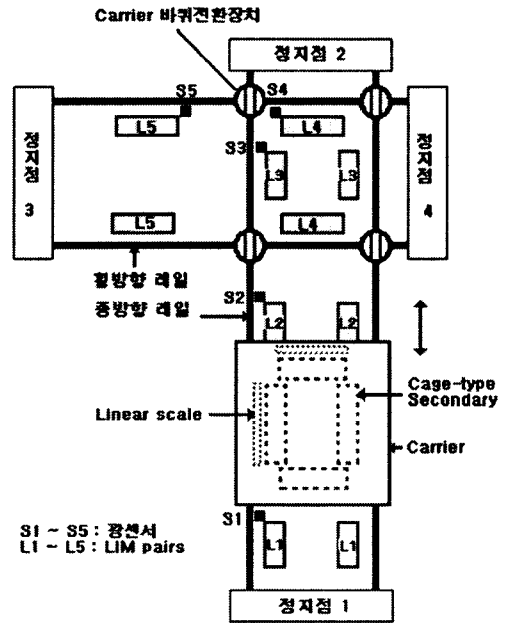 Carrier 바퀴전환장치
정지점 2
S5
S4
L5
L4
S3
L3
L3
정지점 3
정지점 4
L5
L4
횡방향 레일
종방향 레일
S2
L2
L2
Cage-type
Secondary
Linear scale
Carrier
S1
L1
L1
S1 ~ S5 : 광센서
L1 ~ L5 : LIM pairs
정지점 1